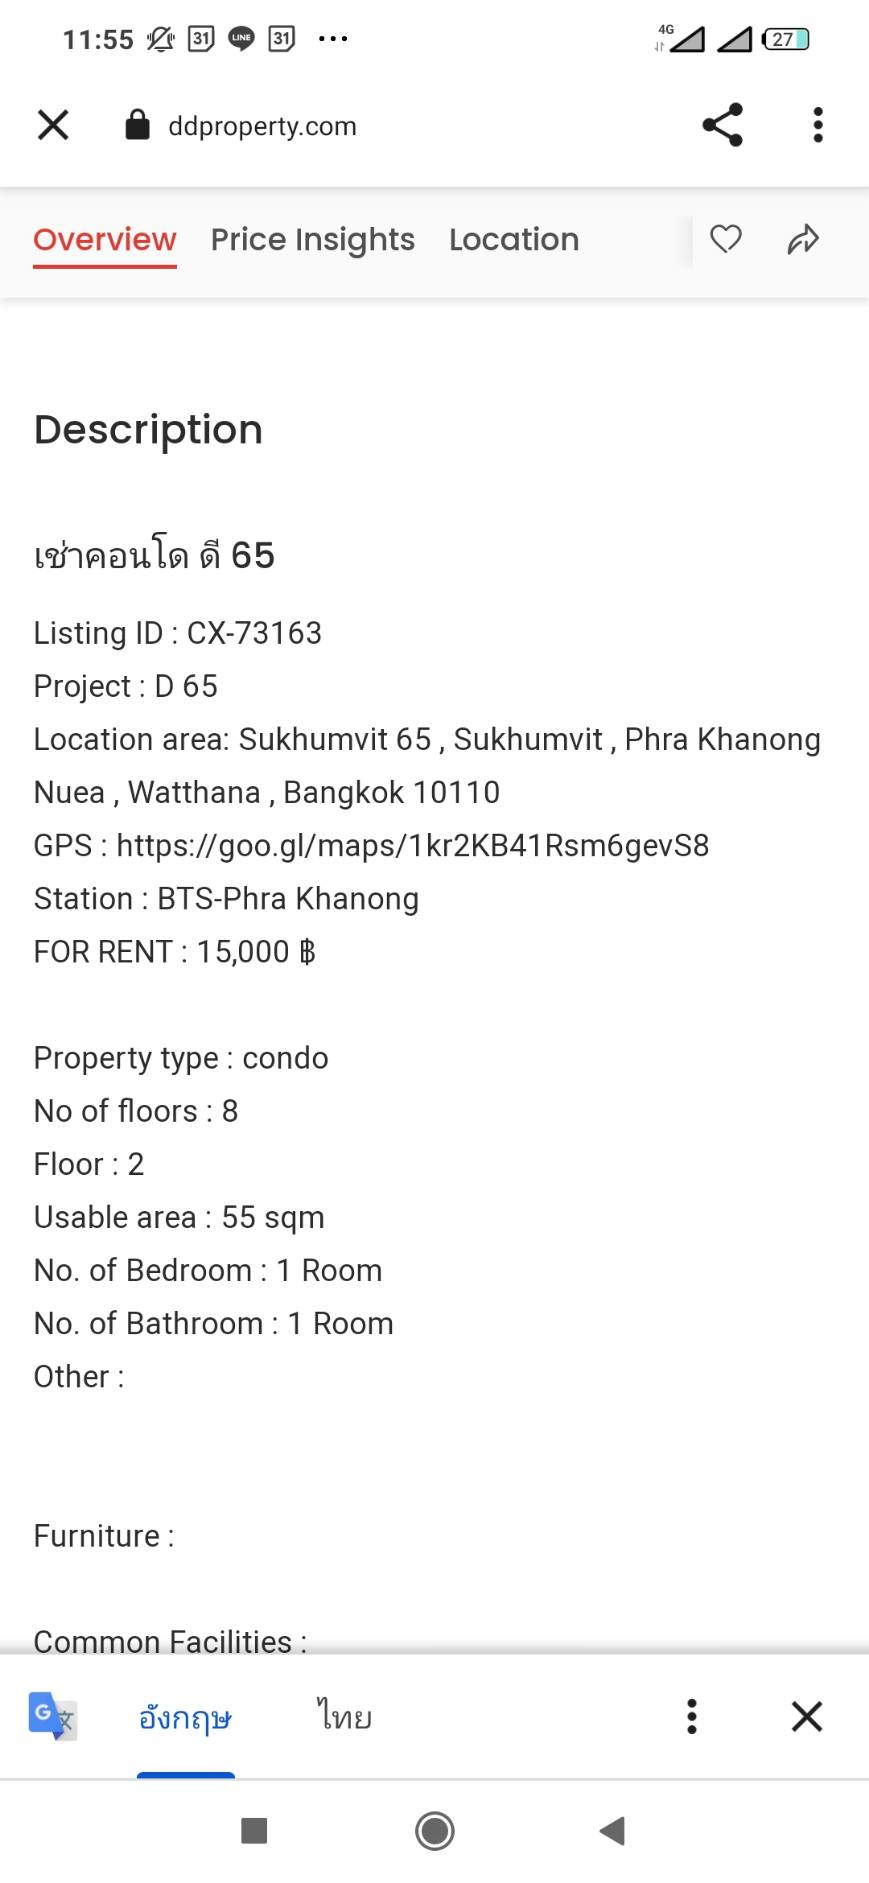 11:55 31 LINE 31 ... 4G 27
ddproperty.com
Overview Price Insights Location
Description
เช่าคอนโด ดี 65
Listing ID : CX-73163
Project : D 65
Location area: Sukhumvit 65 , Sukhumvit , Phra Khanong
Nuea , Watthana , Bangkok 10110
GPS : https://goo.gl/maps/1kr2KB41Rsm6gevS8
Station : BTS-Phra Khanong
FOR RENT : 15,000 ฿
Property type : condo
No of floors : 8
Floor : 2
Usable area : 55 sqm
No. of Bedroom : 1 Room
No. of Bathroom : 1 Room
Other :
Furniture :
Common Facilities :
G 文 อังกฤษ ไทย